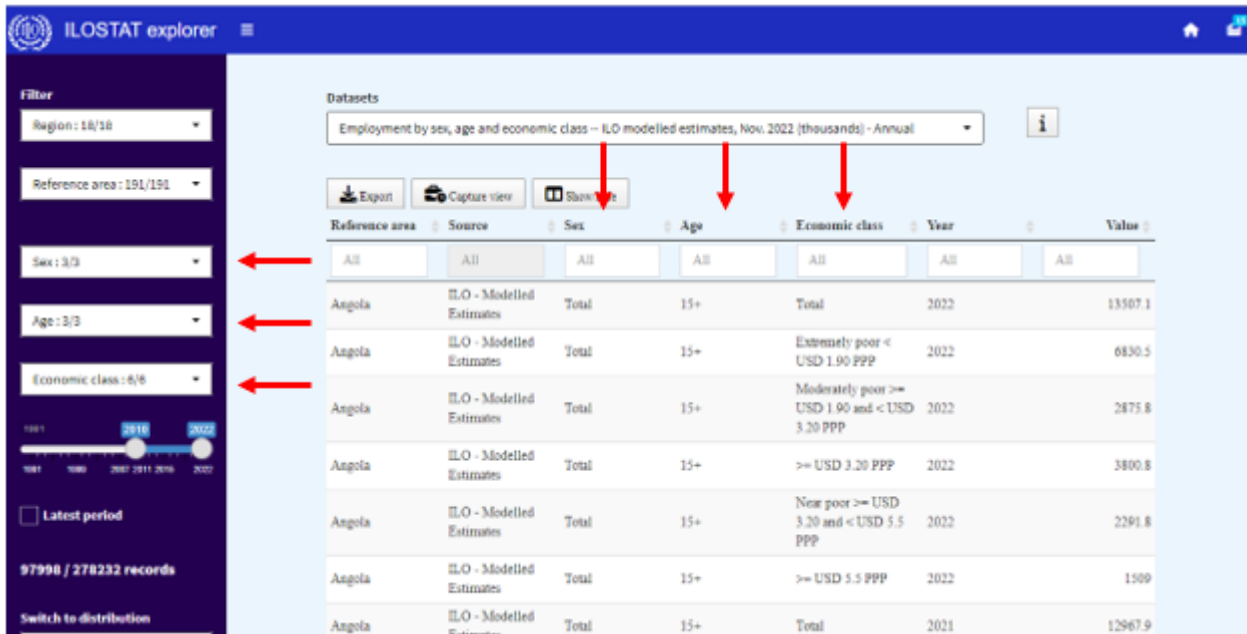 ILOSTAT explorer
Filter
Region : 18/18
Reference area : 191/191
Sex : 3/3
Age : 3/3
Economic class : 6/6
2010 2022
2007 2011 2022
Latest period
97998 / 278232 records
Switch to distribution
Datasets
Employment by sex, age and economic class -- ILO modelled estimates, Nov. 2022 (thousands) - Annual
i
Export Capture view
Reference area Source Sex Age Economic class Year Value
All All All All All All All
Angola ILO - Modelled Estimates Total 15+ Total 2022 13507.1
Angola ILO - Modelled Estimates Total 15+ Extremely poor < USD 1.90 PPP 2022 6830.5
Angola ILO - Modelled Estimates Total 15+ Moderately poor >= USD 1.90 and < USD 3.20 PPP 2022 2875.8
Angola ILO - Modelled Estimates Total 15+ >= USD 3.20 PPP 2022 3800.8
Angola ILO - Modelled Estimates Total 15+ Near poor >= USD 3.20 and < USD 5.5 PPP 2022 2291.8
Angola ILO - Modelled Estimates Total 15+ >= USD 5.5 PPP 2022 1509
Angola ILO - Modelled Total 15+ Total 2021 12967.9